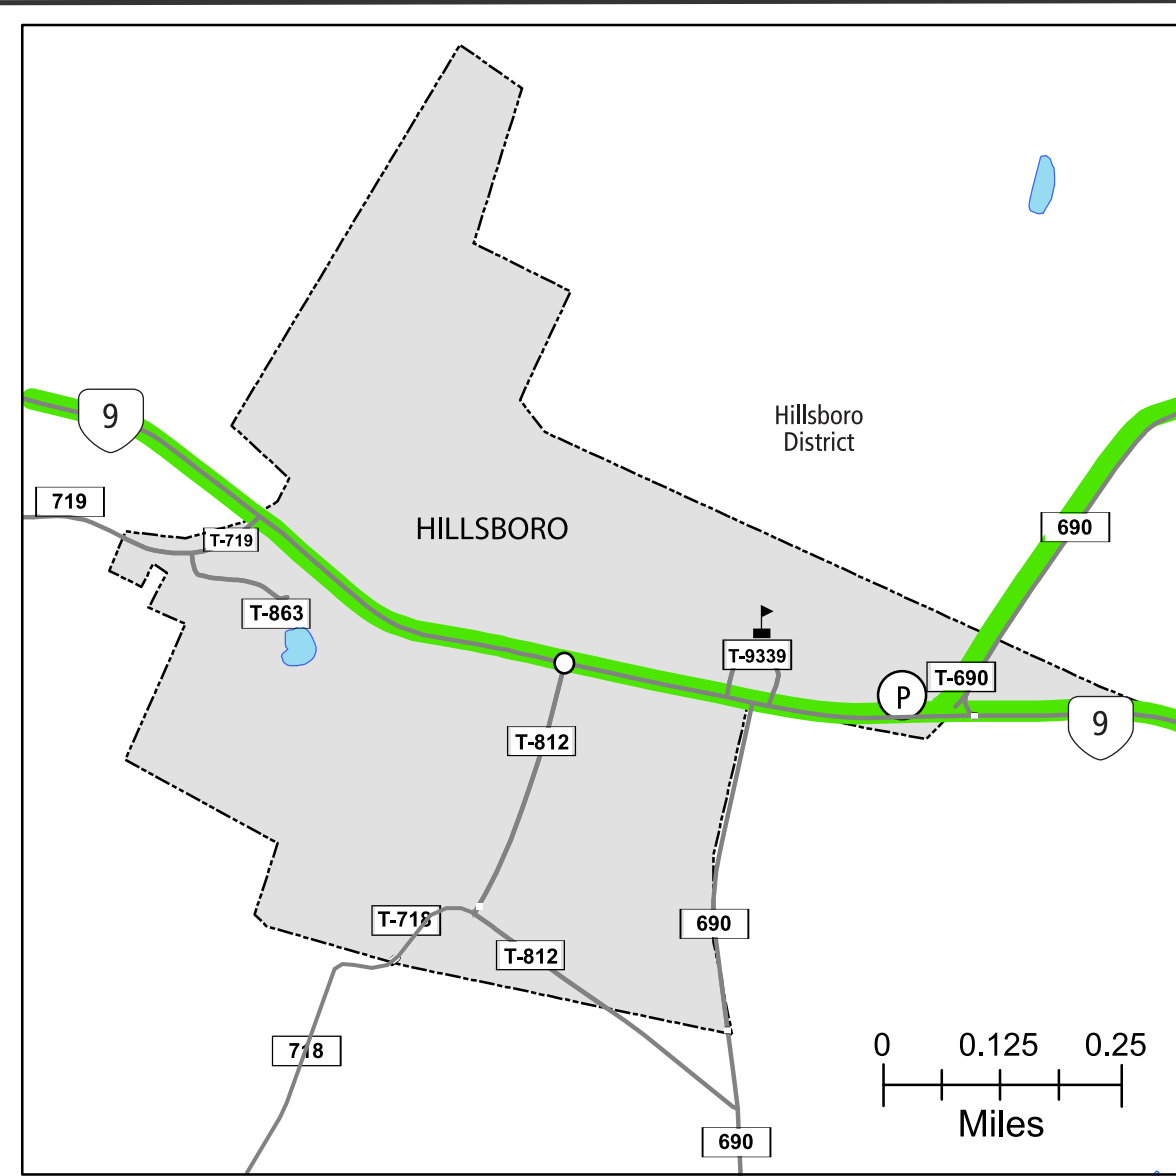 9
719
Hillsboro
District
690
HILLSBORO
T-719
T-863
T-9339
T-690
P
9
T-812
T-718
690
T-812
718
0 0.125 0.25
Miles
690